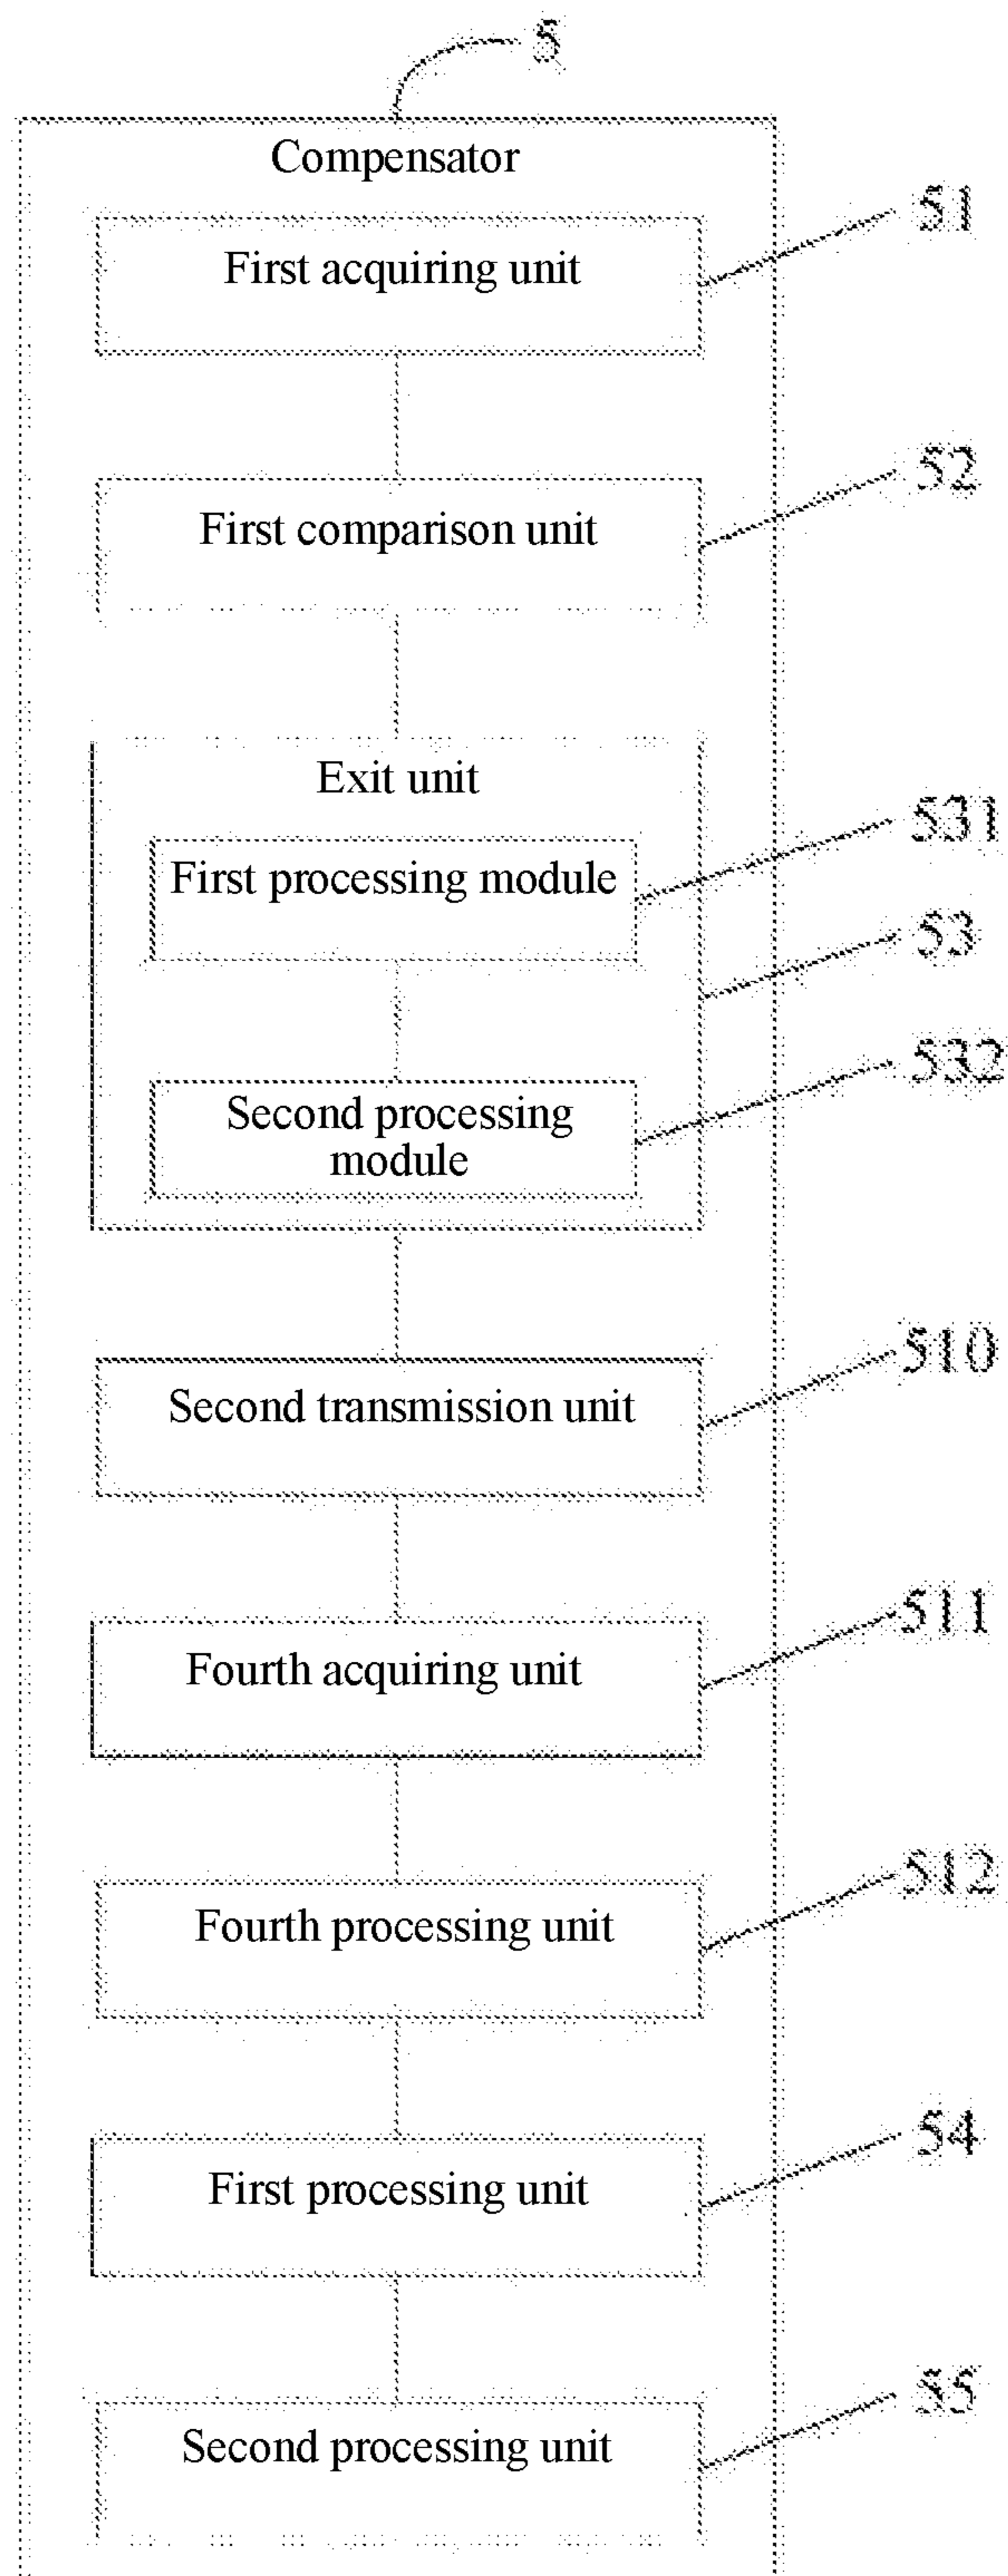 5
Compensator
51
First acquiring unit
52
First comparison unit
Exit unit
531
First processing module
53
532
Second processing
module
510
Second transmission unit
511
Fourth acquiring unit
512
Fourth processing unit
54
First processing unit
55
Second processing unit